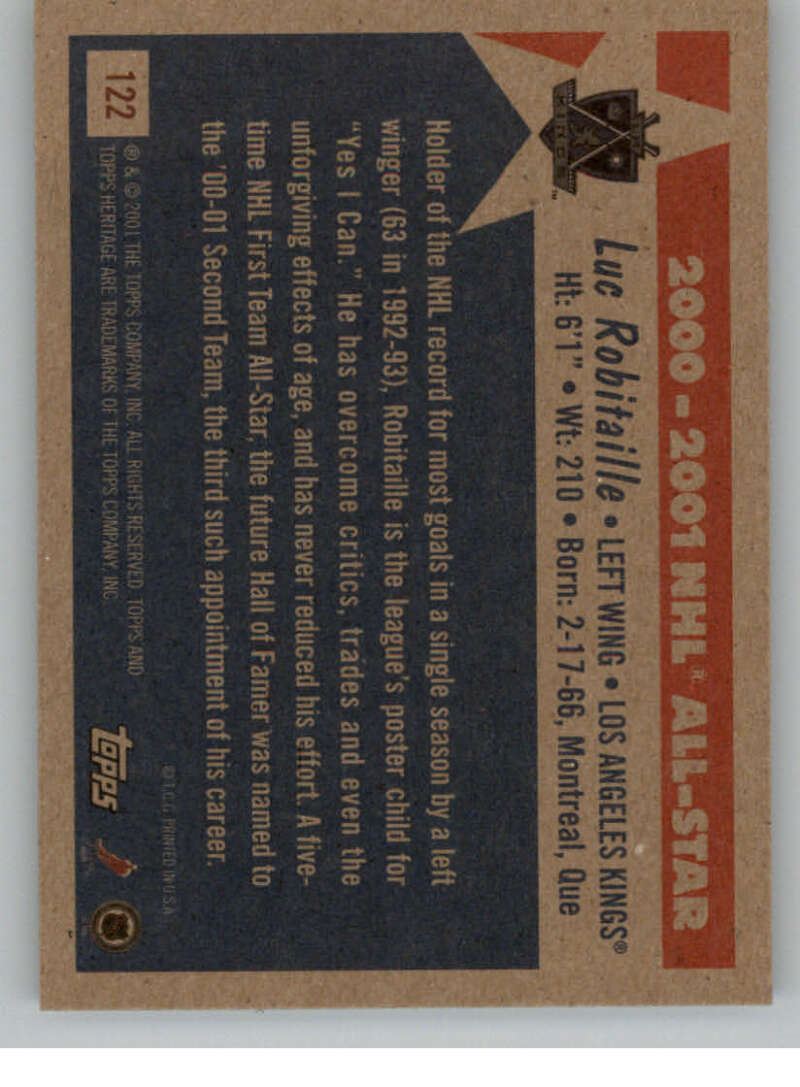 2000 - 2001 NHL® ALL-STAR
KINGS™
Luc Robitaille • LEFT WING • LOS ANGELES KINGS®
Ht: 6'1" • Wt: 210 • Born: 2-17-66, Montreal, Que
Holder of the NHL record for most goals in a single season by a left
winger (63 in 1992-93), Robitaille is the league's poster child for
"Yes I Can." He has overcome critics, trades and even the
unforgiving effects of age, and has never reduced his effort. A five-
time NHL First Team All-Star, the future Hall of Famer was named to
the '00-01 Second Team, the third such appointment of his career.
©T.C.G. PRINTED IN U.S.A.
122
® & © 2001 THE TOPPS COMPANY, INC. ALL RIGHTS RESERVED. TOPPS AND
TOPPS HERITAGE ARE TRADEMARKS OF THE TOPPS COMPANY, INC.
topps